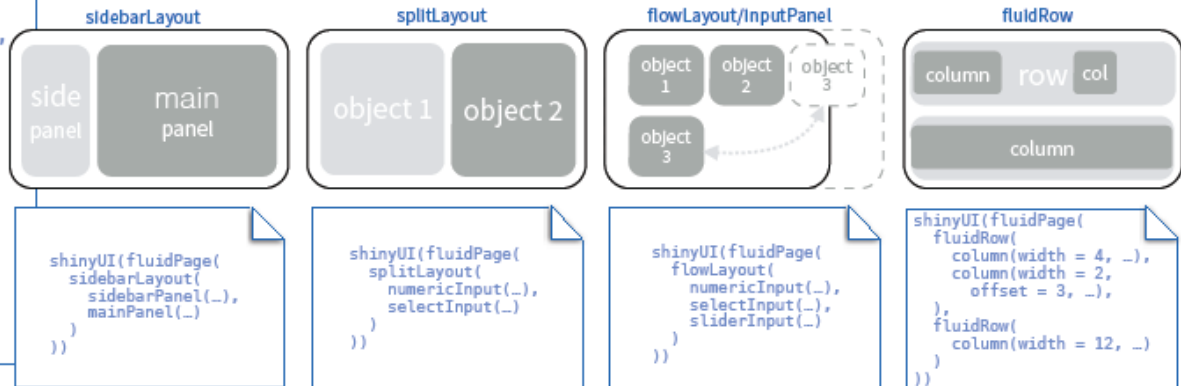 sidebarLayout
side
panel
main
panel
shinyUI(fluidPage(
  sidebarLayout(
    sidebarPanel(…),
    mainPanel(…)
  )
))
splitLayout
object 1
object 2
shinyUI(fluidPage(
  splitLayout(
    numericInput(…),
    selectInput(…)
  )
))
flowLayout/inputPanel
object
1
object
2
object
3
object
3
shinyUI(fluidPage(
  flowLayout(
    numericInput(…),
    selectInput(…),
    sliderInput(…)
  )
))
fluidRow
column
row
col
column
shinyUI(fluidPage(
  fluidRow(
    column(width = 4, …),
    column(width = 2,
      offset = 3, …),
  ),
  fluidRow(
    column(width = 12, …)
  )
))